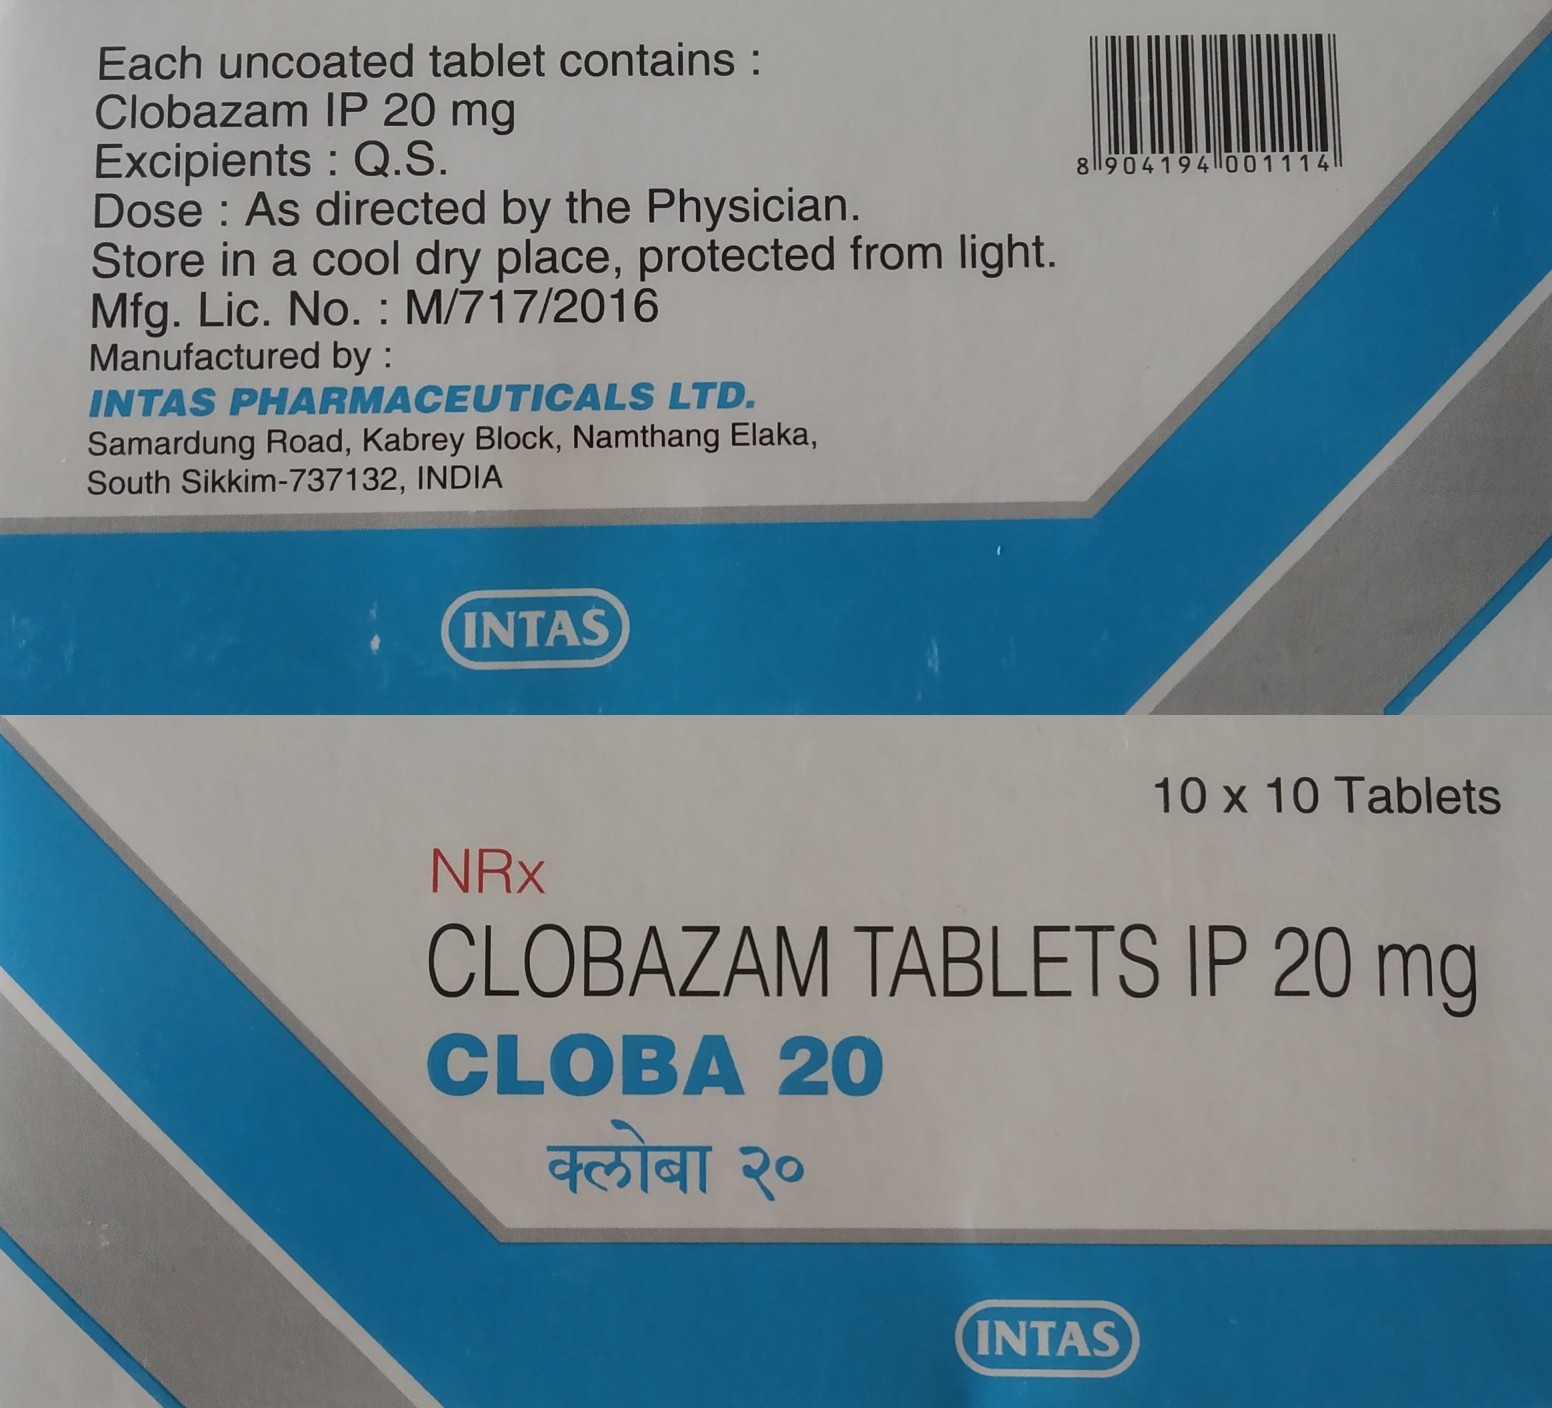 Each uncoated tablet contains :
Clobazam IP 20 mg
Excipients : Q.S.
Dose : As directed by the Physician.
Store in a cool dry place, protected from light.
Mfg. Lic. No. : M/717/2016
Manufactured by :
INTAS PHARMACEUTICALS LTD.
Samardung Road, Kabrey Block, Namthang Elaka,
South Sikkim-737132, INDIA
8 904194 001114
INTAS
10 x 10 Tablets
NRx
CLOBAZAM TABLETS IP 20 mg
CLOBA 20
क्लोबा २०
INTAS